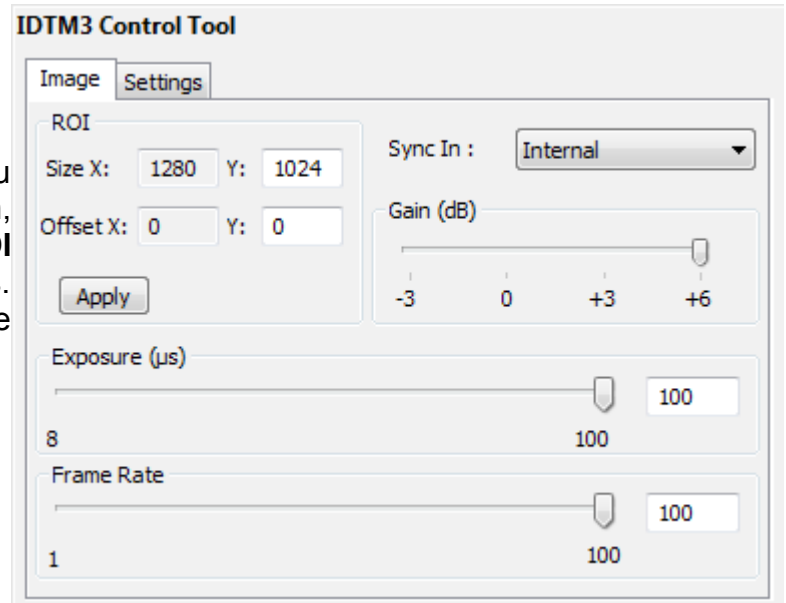 IDTM3 Control Tool
Image Settings
ROI
Size X: 1280 Y: 1024
Offset X: 0 Y: 0
Apply
Sync In : Internal
Gain (dB)
-3 0 +3 +6
Exposure (µs)
100
8 100
Frame Rate
100
1 100